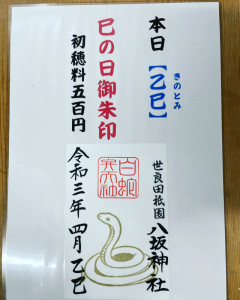 本日【乙巳】
きのとみ
巳の日御朱印
初穂料五百円
世良田祇園
八坂神社
白蛇
令和三年 四月 乙巳